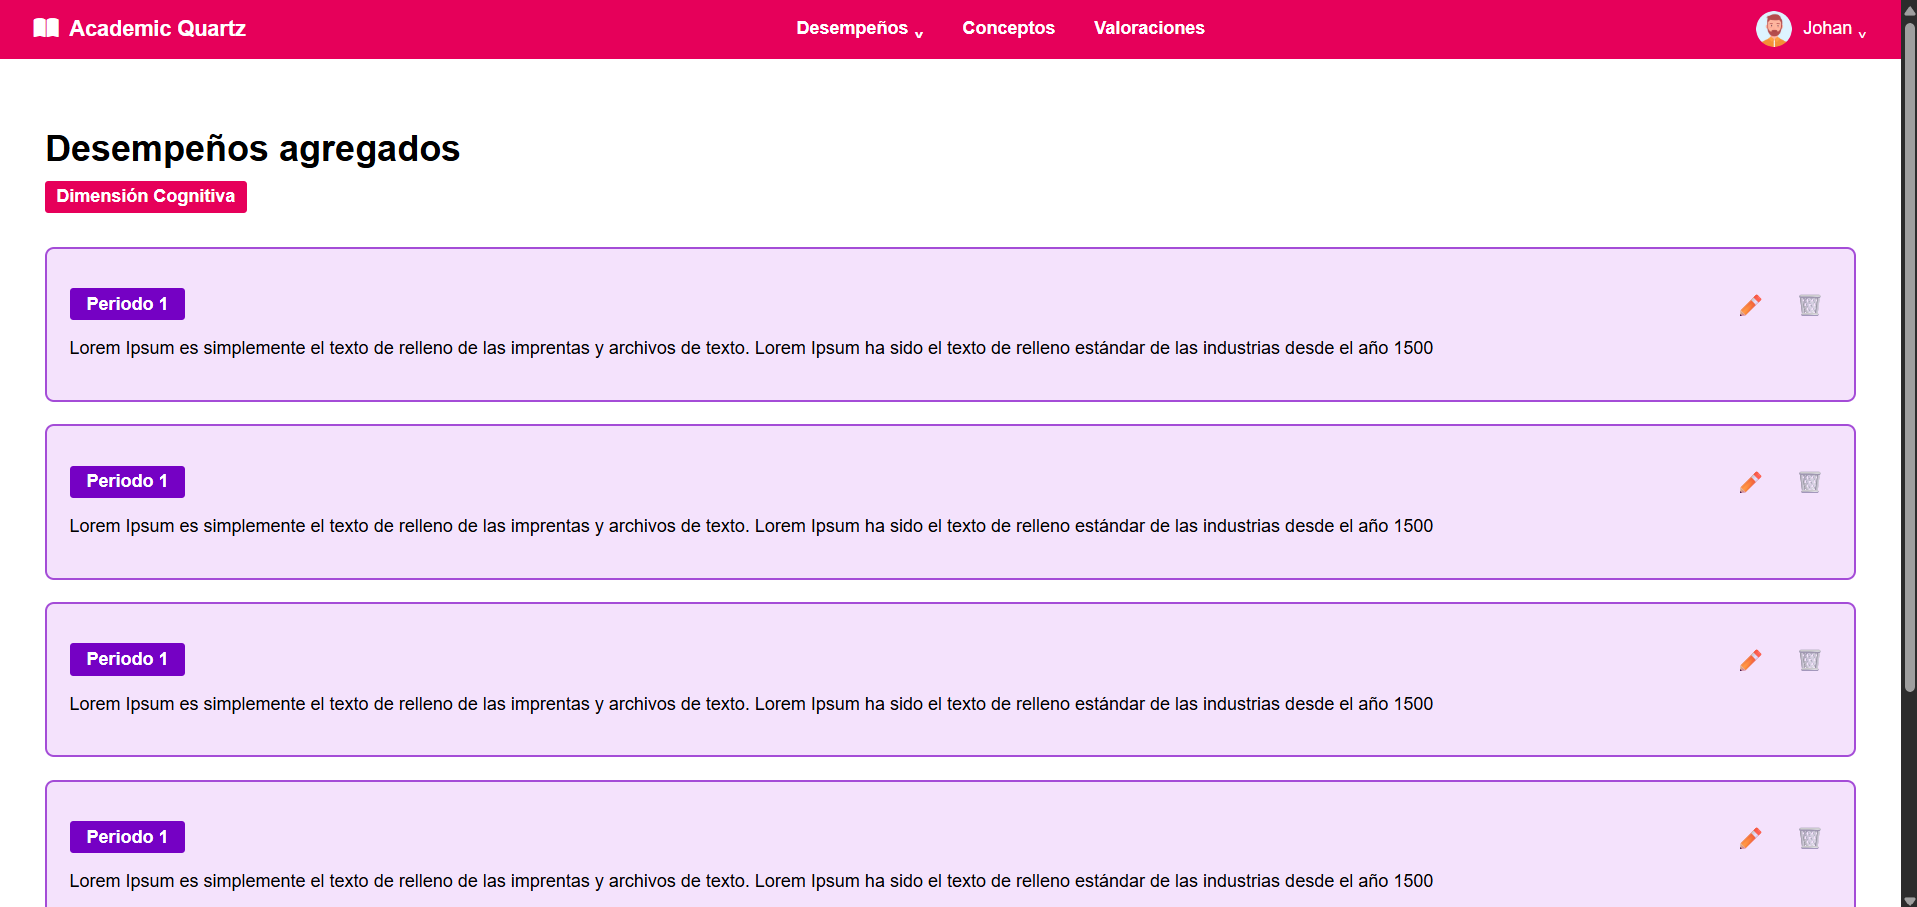 Academic Quartz
Desempeños
Conceptos
Valoraciones
Johan
Desempeños agregados
Dimensión Cognitiva
Periodo 1
Lorem Ipsum es simplemente el texto de relleno de las imprentas y archivos de texto. Lorem Ipsum ha sido el texto de relleno estándar de las industrias desde el año 1500
Periodo 1
Lorem Ipsum es simplemente el texto de relleno de las imprentas y archivos de texto. Lorem Ipsum ha sido el texto de relleno estándar de las industrias desde el año 1500
Periodo 1
Lorem Ipsum es simplemente el texto de relleno de las imprentas y archivos de texto. Lorem Ipsum ha sido el texto de relleno estándar de las industrias desde el año 1500
Periodo 1
Lorem Ipsum es simplemente el texto de relleno de las imprentas y archivos de texto. Lorem Ipsum ha sido el texto de relleno estándar de las industrias desde el año 1500